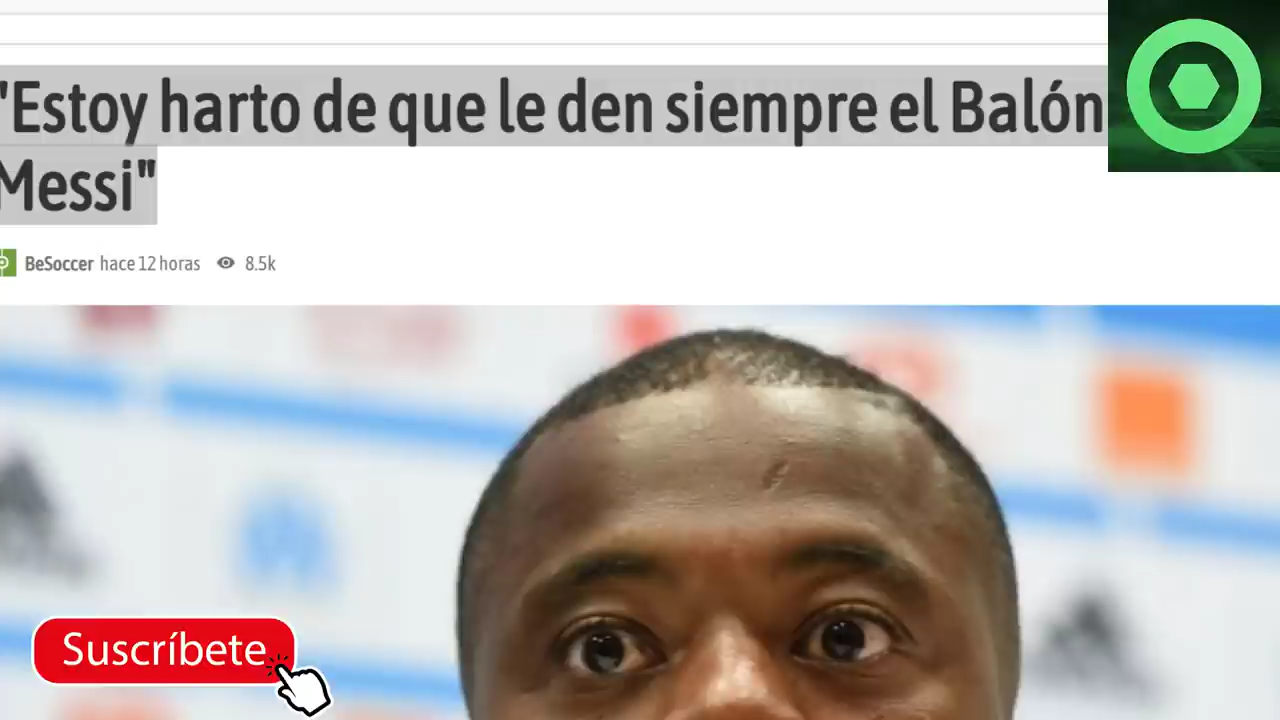 "Estoy harto de que le den siempre el Balón
Messi"
BeSoccer hace 12 horas 8.5k
Suscríbete